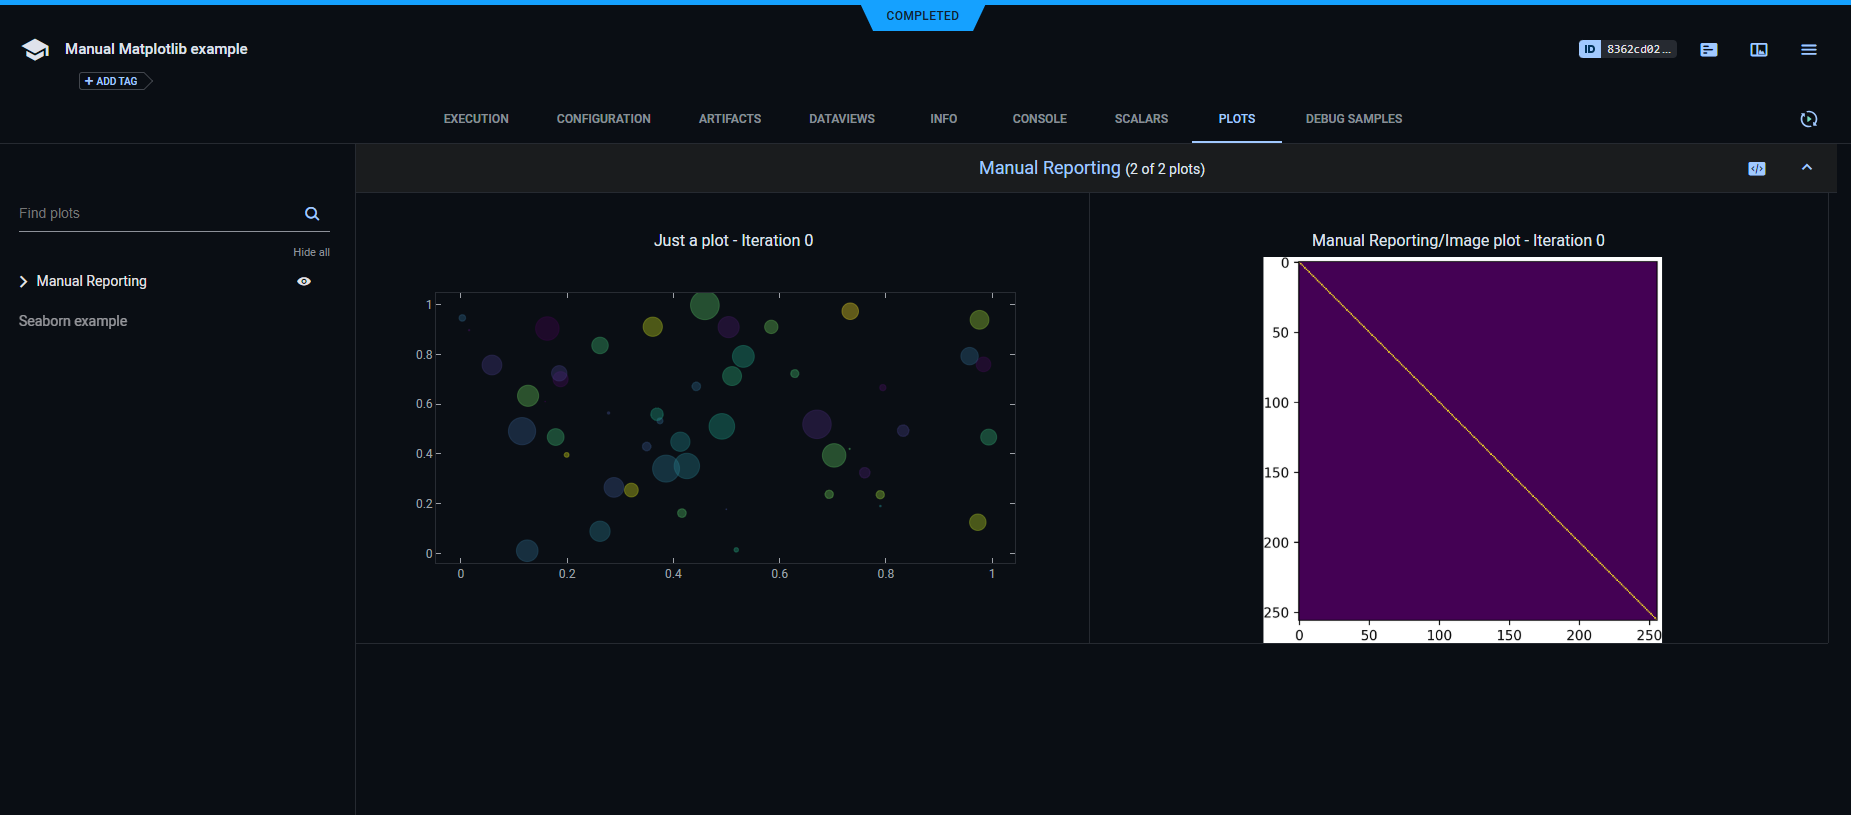 COMPLETED
Manual Matplotlib example
ID 8362cd02...
+ ADD TAG
EXECUTION CONFIGURATION ARTIFACTS DATAVIEWS INFO CONSOLE SCALARS PLOTS DEBUG SAMPLES
Manual Reporting (2 of 2 plots)
Find plots
Hide all
Manual Reporting
Seaborn example
Just a plot - Iteration 0
1
0.8
0.6
0.4
0.2
0
0 0.2 0.4 0.6 0.8 1
Manual Reporting/Image plot - Iteration 0
0
50
100
150
200
250
0 50 100 150 200 250